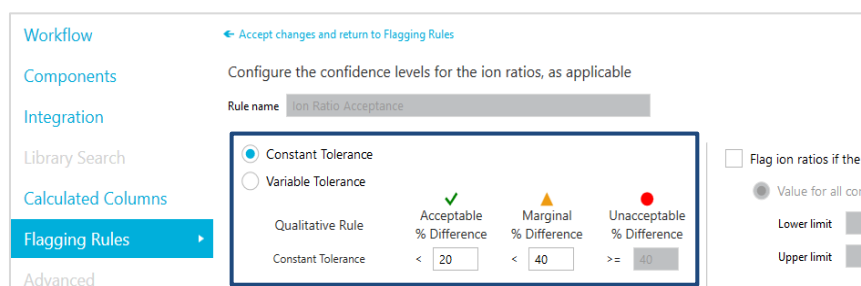 Workflow
Components
Integration
Library Search
Calculated Columns
Flagging Rules
Advanced
Accept changes and return to Flagging Rules
Configure the confidence levels for the ion ratios, as applicable
Rule name Ion Ratio Acceptance
Constant Tolerance
Variable Tolerance
Qualitative Rule
Acceptable % Difference
Marginal % Difference
Unacceptable % Difference
Constant Tolerance < 20 < 40 >= 40
Flag ion ratios if the
Value for all
Lower limit
Upper limit